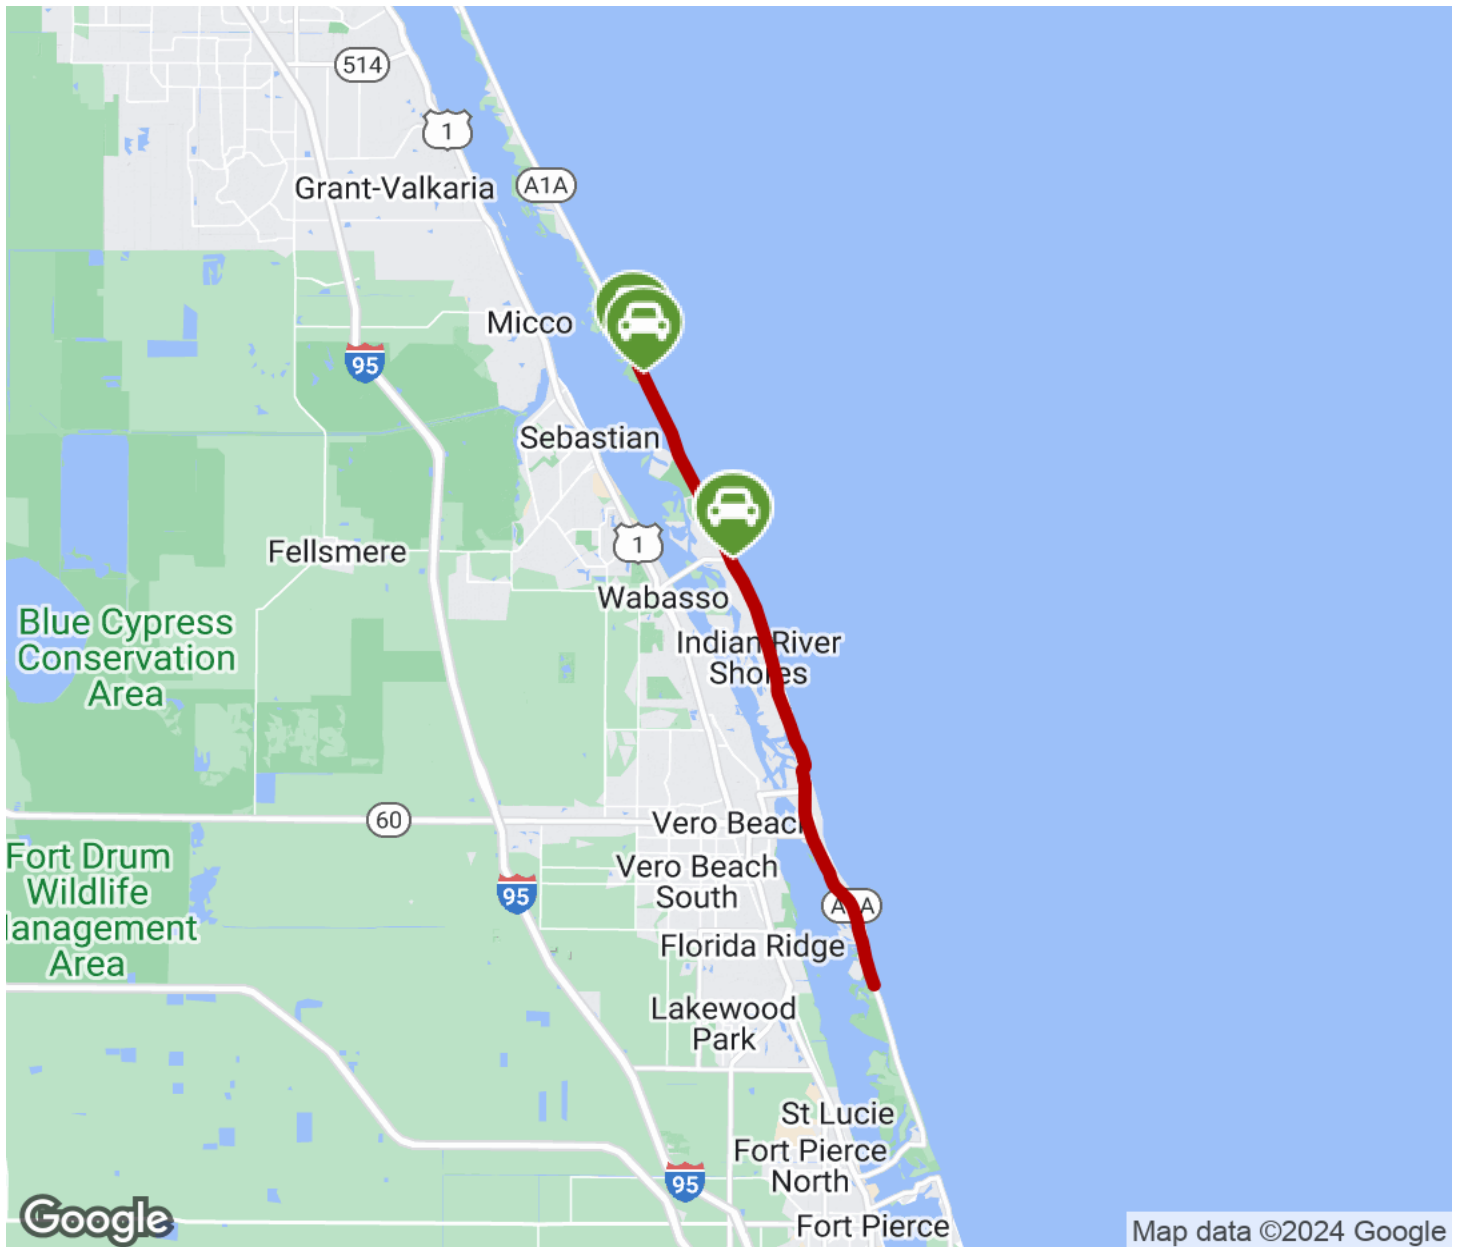 514
1
Grant-Valkaria
A1A
Micco
95
Sebastian
1
Fellsmere
Wabasso
Blue Cypress
Conservation
Area
Indian River
Shores
60
Vero Beach
Fort Drum
Wildlife
Management
Area
Vero Beach
South
95
A1A
Florida Ridge
Lakewood
Park
St Lucie
Fort Pierce
North
95
Fort Pierce
Google
Map data ©2024 Google